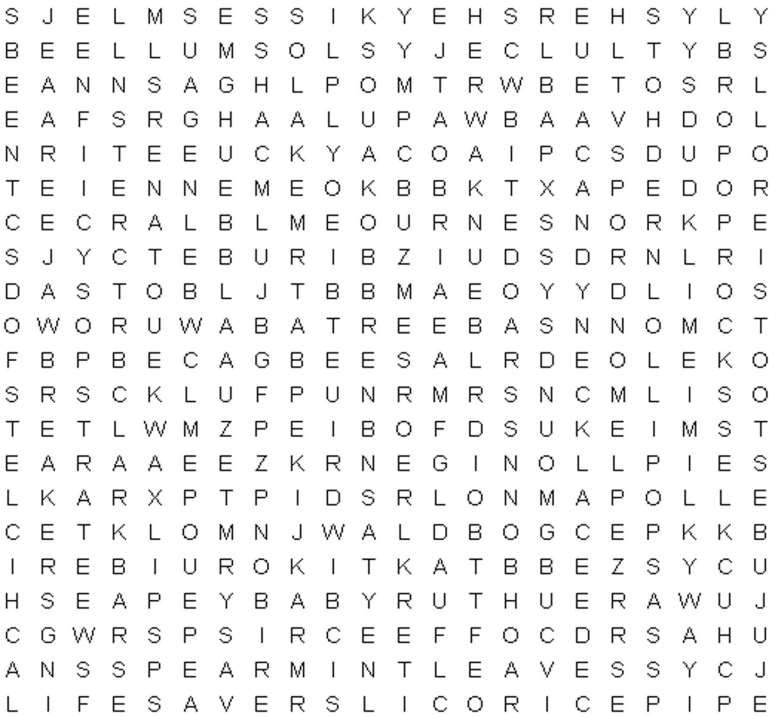 S J E L M S E S S I K Y E H S R E H S Y L Y
B E E L L U M S O L S Y J E C L U L T Y B S
E A N N S A G H L P O M T R W B E T O S R L
E A F S R G H A A L U P A W B A A V H D O L
N R I T E E U C K Y A C O A I P C S D U P O
T E I E N N E M E O K B B K T X A P E D O R
C E C R A L B L M E O U R N E S N O R K P E
S J Y C T E B U R I B Z I U D S D R N L R I
D A S T O B L J T B B M A E O Y Y D L I O S
O W O R U W A B A T R E E B A S N N O M C T
F B P B E C A G B E E S A L R D E O L E K O
S R S C K L U F P U N R M R S N C M L I S O
T E T L W M Z P E I B O F D S U K E I M S T
E A R A A E E Z K R N E G I N O L L P I E S
L K A R X P T P I D S R L O N M A P O L L E
C E T K L O M N J W A L D B O G C E P K K B
I R E B I U R O K I T K A T B B E Z S Y C U
H S E A P E Y B A B Y R U T H U E R A W U J
C G W R S P S I R C E E F F O C D R S A H U
A N S S P E A R M I N T L E A V E S S Y C J
L I F E S A V E R S L I C O R I C E P I P E